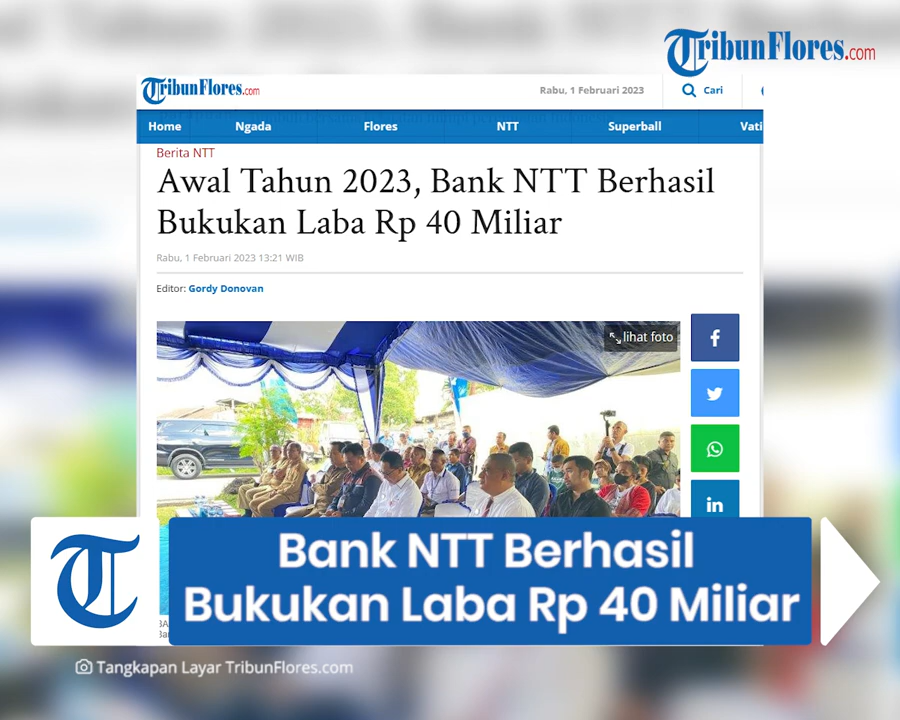 TribunFlores.com
TribunFlores.com
Rabu, 1 Februari 2023
Cari
Home
Ngada
Flores
NTT
Superball
Vati
Berita NTT
Awal Tahun 2023, Bank NTT Berhasil
Bukukan Laba Rp 40 Miliar
Rabu, 1 Februari 2023 13:21 WIB
Editor: Gordy Donovan
lihat foto
Bank NTT Berhasil
Bukukan Laba Rp 40 Miliar
Tangkapan Layar TribunFlores.com